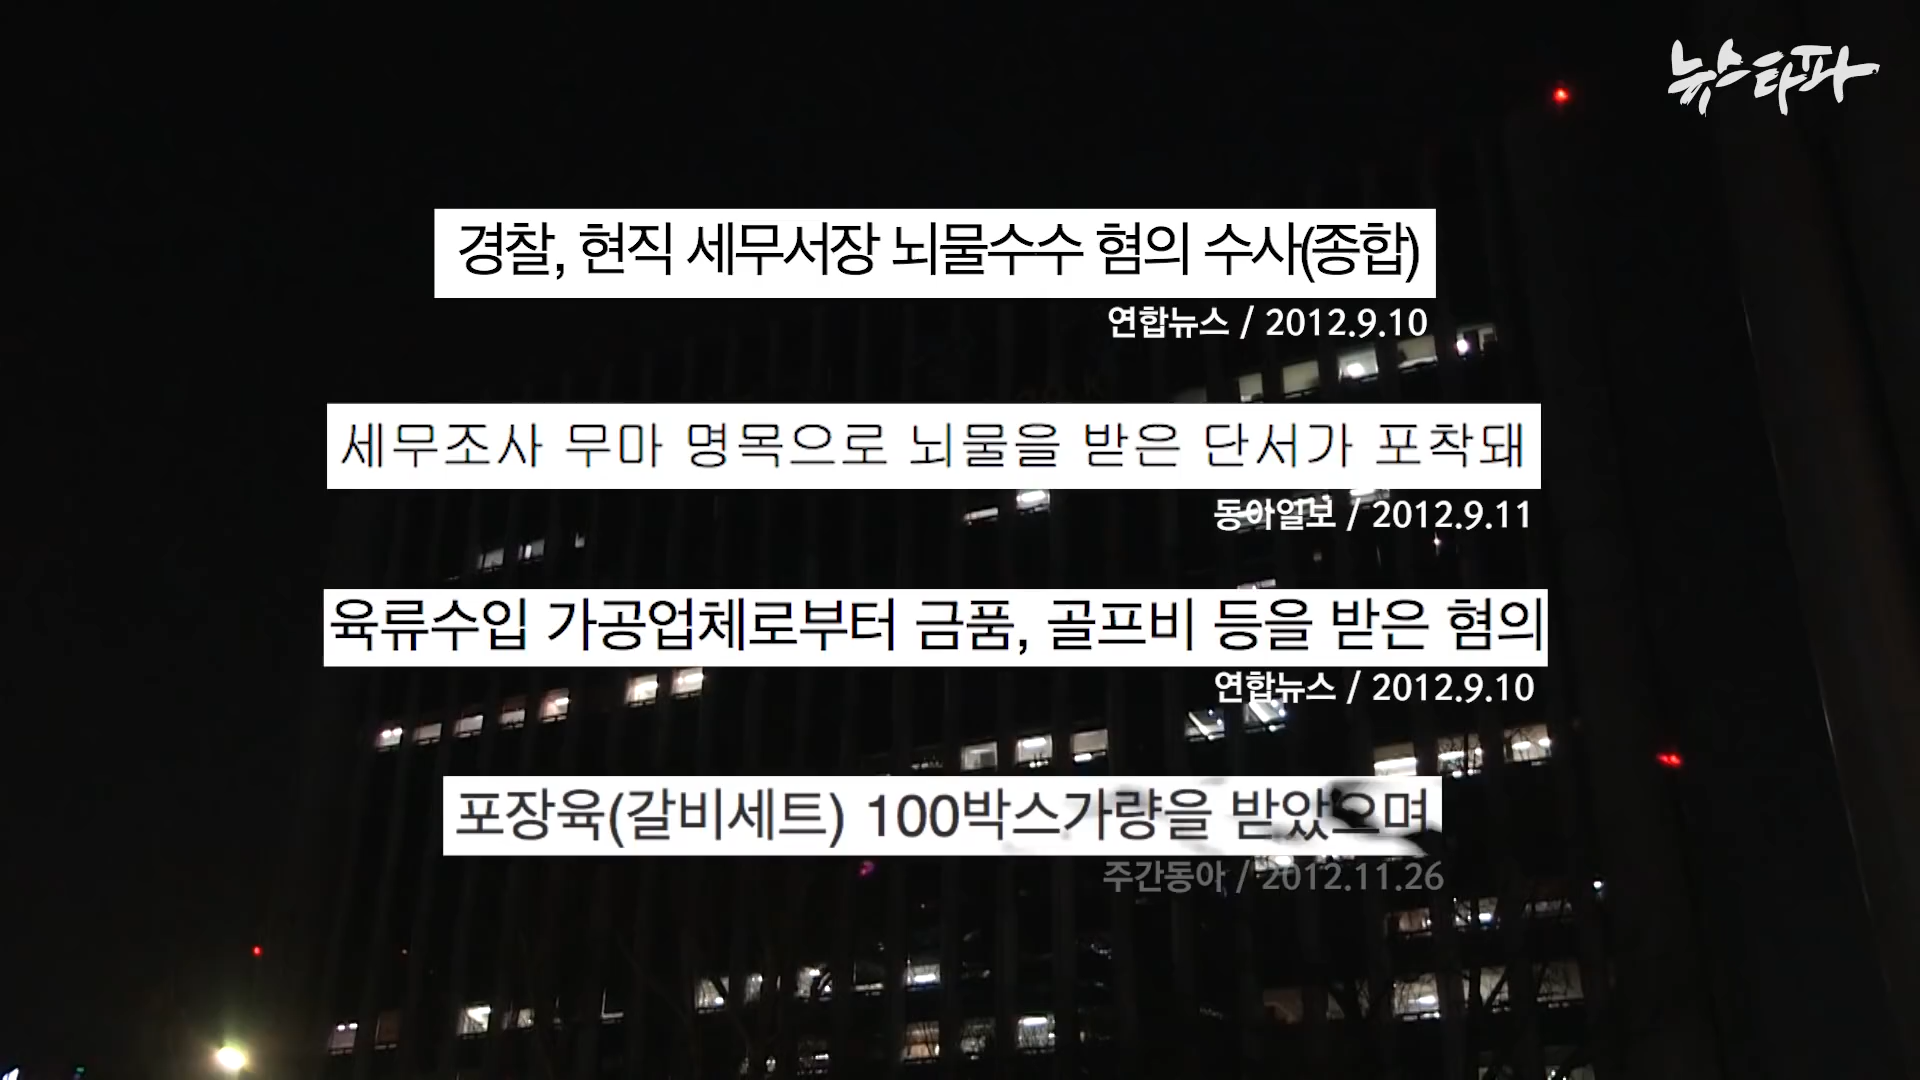 뉴스타파
경찰, 현직 세무서장 뇌물수수 혐의 수사(종합)
연합뉴스 / 2012.9.10
세무조사 무마 명목으로 뇌물을 받은 단서가 포착돼
동아일보 / 2012.9.11
육류수입 가공업체로부터 금품, 골프비 등을 받은 혐의
연합뉴스 / 2012.9.10
포장육(갈비세트) 100박스가량을 받았으며
주간동아 / 2012.11.26